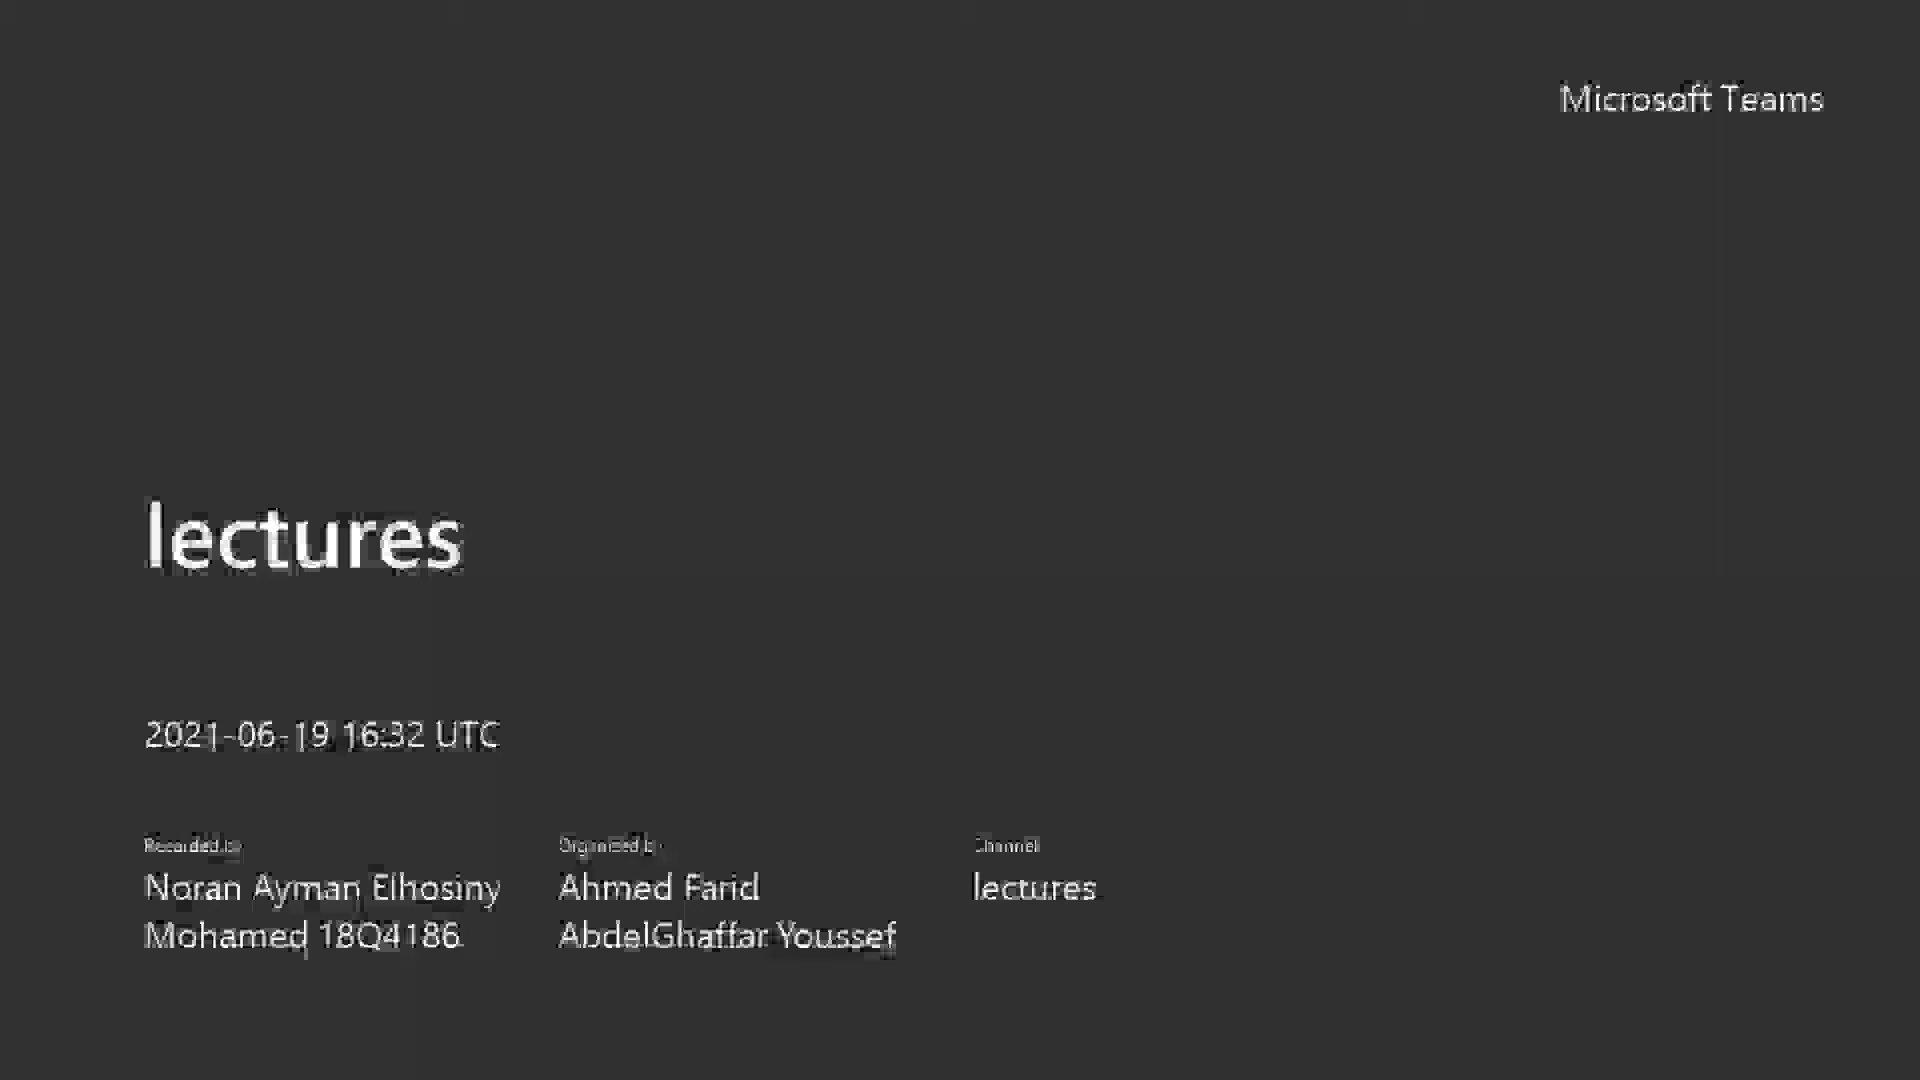 Microsoft Teams
lectures
2021-06-19 16:32 UTC
Recorded by
Organized by
Channel
Noran Ayman Elhosiny
Mohamed 18Q4186
Ahmed Farid
AbdelGhaffar Youssef
lectures